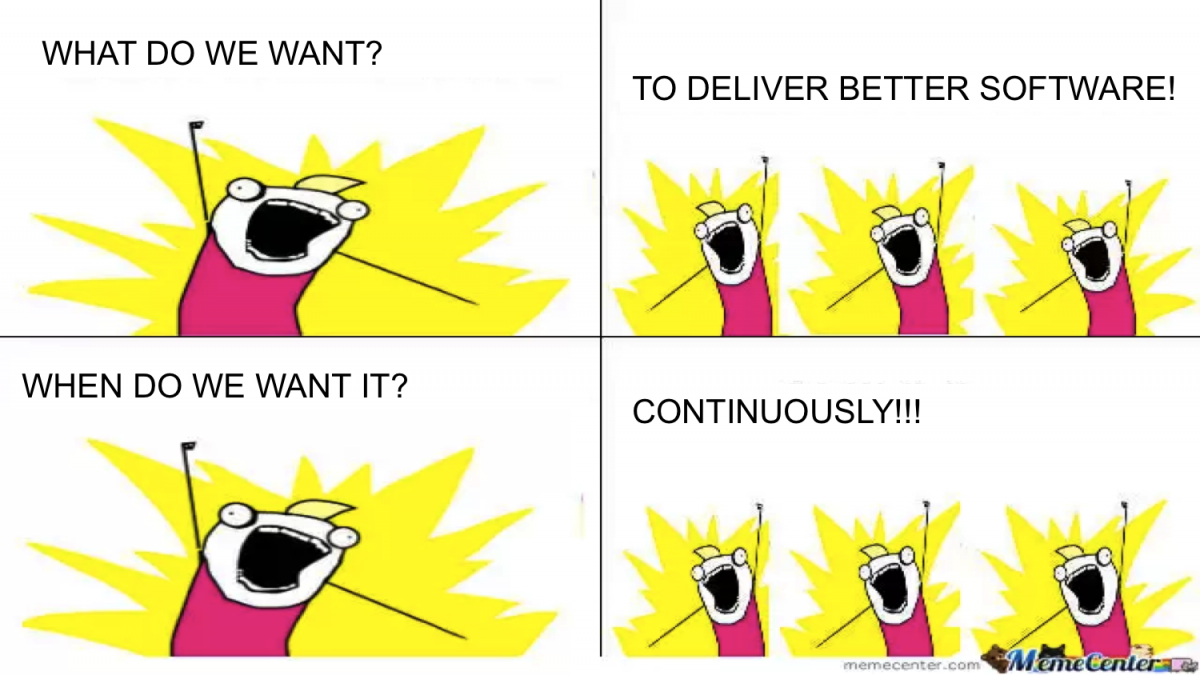 WHAT DO WE WANT?
TO DELIVER BETTER SOFTWARE!
WHEN DO WE WANT IT?
CONTINUOUSLY!!!
memecenter.com MemeCenter